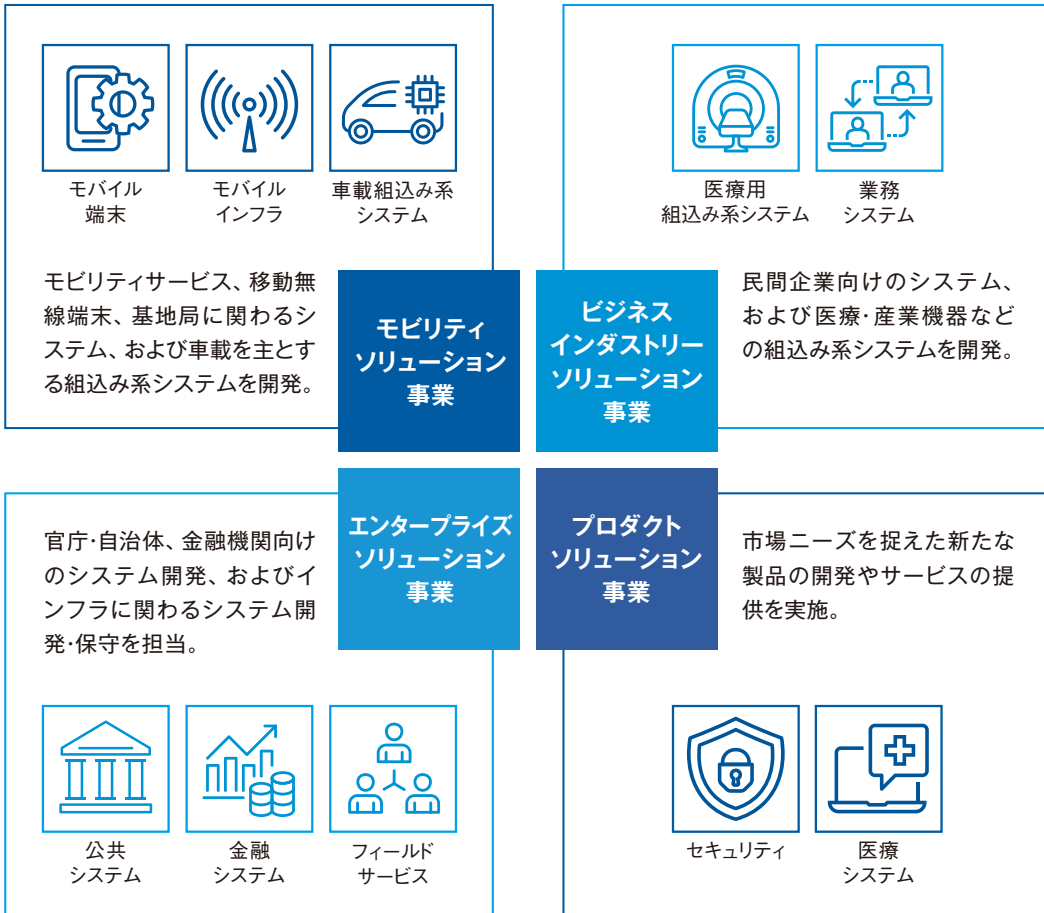 モバイル
端末
モバイル
インフラ
車載組込み系
システム
モビリティサービス、移動無
線端末、基地局に関わるシ
ステム、および車載を主とす
る組込み系システムを開発。
モビリティ
ソリューション
事業
医療用
組込み系システム
業務
システム
民間企業向けのシステム、
および医療・産業機器など
の組込み系システムを開発。
ビジネス
インダストリー
ソリューション
事業
エンタープライズ
ソリューション
事業
官庁・自治体、金融機関向け
のシステム開発、およびイ
ンフラに関わるシステム開
発・保守を担当。
公共
システム
金融
システム
フィールド
サービス
プロダクト
ソリューション
事業
市場ニーズを捉えた新たな
製品の開発やサービスの提
供を実施。
セキュリティ
医療
システム